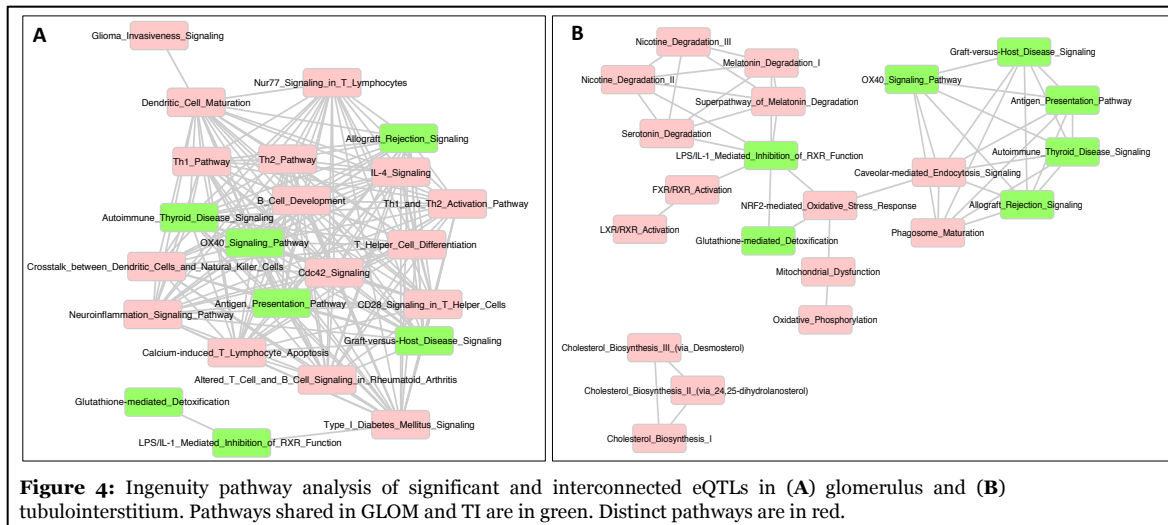 A
Glioma_Invasiveness_Signaling
Nur77_Signaling_in_T_Lymphocytes
Dendritic_Cell_Maturation
Allograft_Rejection_Signaling
Th1_Pathway
Th2_Pathway
IL-4_Signaling
B_Cell_Development
Th1_and_Th2_Activation_Pathway
Autoimmune_Thyroid_Disease_Signaling
OX40_Signaling_Pathway
T_Helper_Cell_Differentiation
Crosstalk_between_Dendritic_Cells_and_Natural_Killer_Cells
Cdc42_Signaling
Antigen_Presentation_Pathway
CD28_Signaling_in_T_Helper_Cells
Neuroinflammation_Signaling_Pathway
Graft-versus-Host_Disease_Signaling
Calcium-induced_T_Lymphocyte_Apoptosis
Altered_T_Cell_and_B_Cell_Signaling_in_Rheumatoid_Arthritis
Glutathione-mediated_Detoxification
Type_I_Diabetes_Mellitus_Signaling
LPS/IL-1_Mediated_Inhibition_of_RXR_Function
B
Nicotine_Degradation_III
Melatonin_Degradation_I
Nicotine_Degradation_II
Superpathway_of_Melatonin_Degradation
Serotonin_Degradation
LPS/IL-1_Mediated_Inhibition_of_RXR_Function
FXR/RXR_Activation
NRF2-mediated_Oxidative_Stress_Response
LXR/RXR_Activation
Glutathione-mediated_Detoxification
Mitochondrial_Dysfunction
Oxidative_Phosphorylation
Graft-versus-Host_Disease_Signaling
OX40_Signaling_Pathway
Antigen_Presentation_Pathway
Autoimmune_Thyroid_Disease_Signaling
Caveolar-mediated_Endocytosis_Signaling
Allograft_Rejection_Signaling
Phagosome_Maturation
Cholesterol_Biosynthesis_III_(via_Desmosterol)
Cholesterol_Biosynthesis_II_(via_24,25-dihydrolanosterol)
Cholesterol_Biosynthesis_I
Figure 4: Ingenuity pathway analysis of significant and interconnected eQTLs in (A) glomerulus and (B)
tubulointerstitium. Pathways shared in GLOM and TI are in green. Distinct pathways are in red.